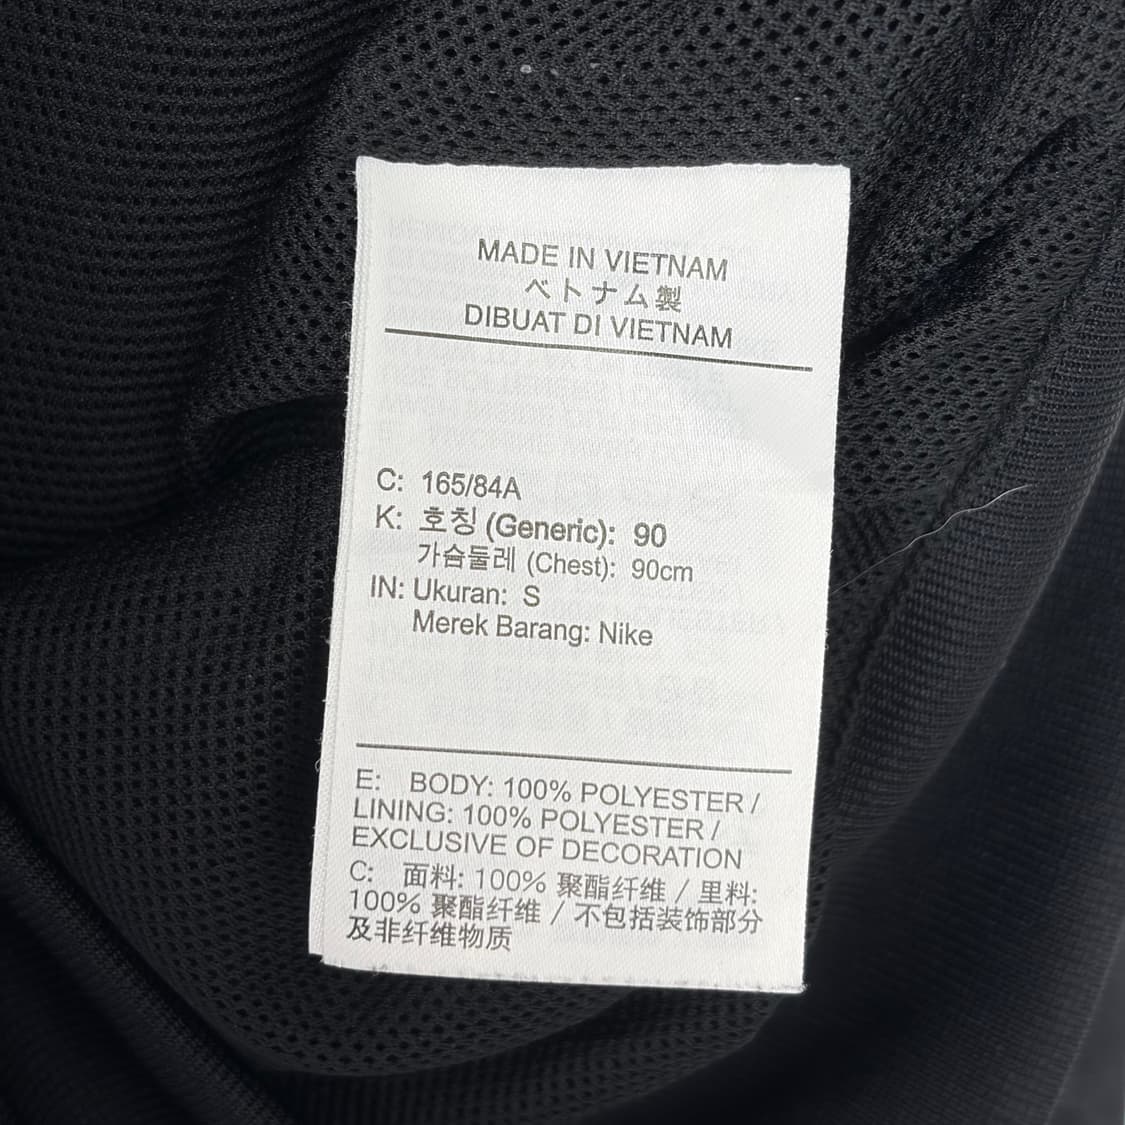 MADE IN VIETNAM
ベトナム製
DIBUAT DI VIETNAM
C: 165/84A
K: 호칭 (Generic): 90
가슴둘레 (Chest): 90cm
IN: Ukuran: S
Merek Barang: Nike
E: BODY: 100% POLYESTER /
LINING: 100% POLYESTER /
EXCLUSIVE OF DECORATION
C: 面料: 100% 聚酯纤维 / 里料:
100% 聚酯纤维 / 不包括装饰部分
及非纤维物质